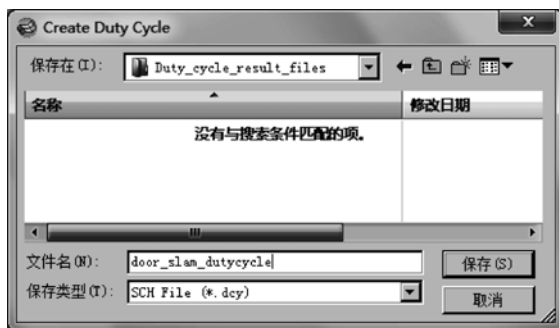 Create Duty Cycle
保存在(I): Duty_cycle_result_files
名称 修改日期
没有与搜索条件匹配的项。
文件名(N): door_slam_dutycycle 保存(S)
保存类型(T): SCH File (*.dcy) 取消